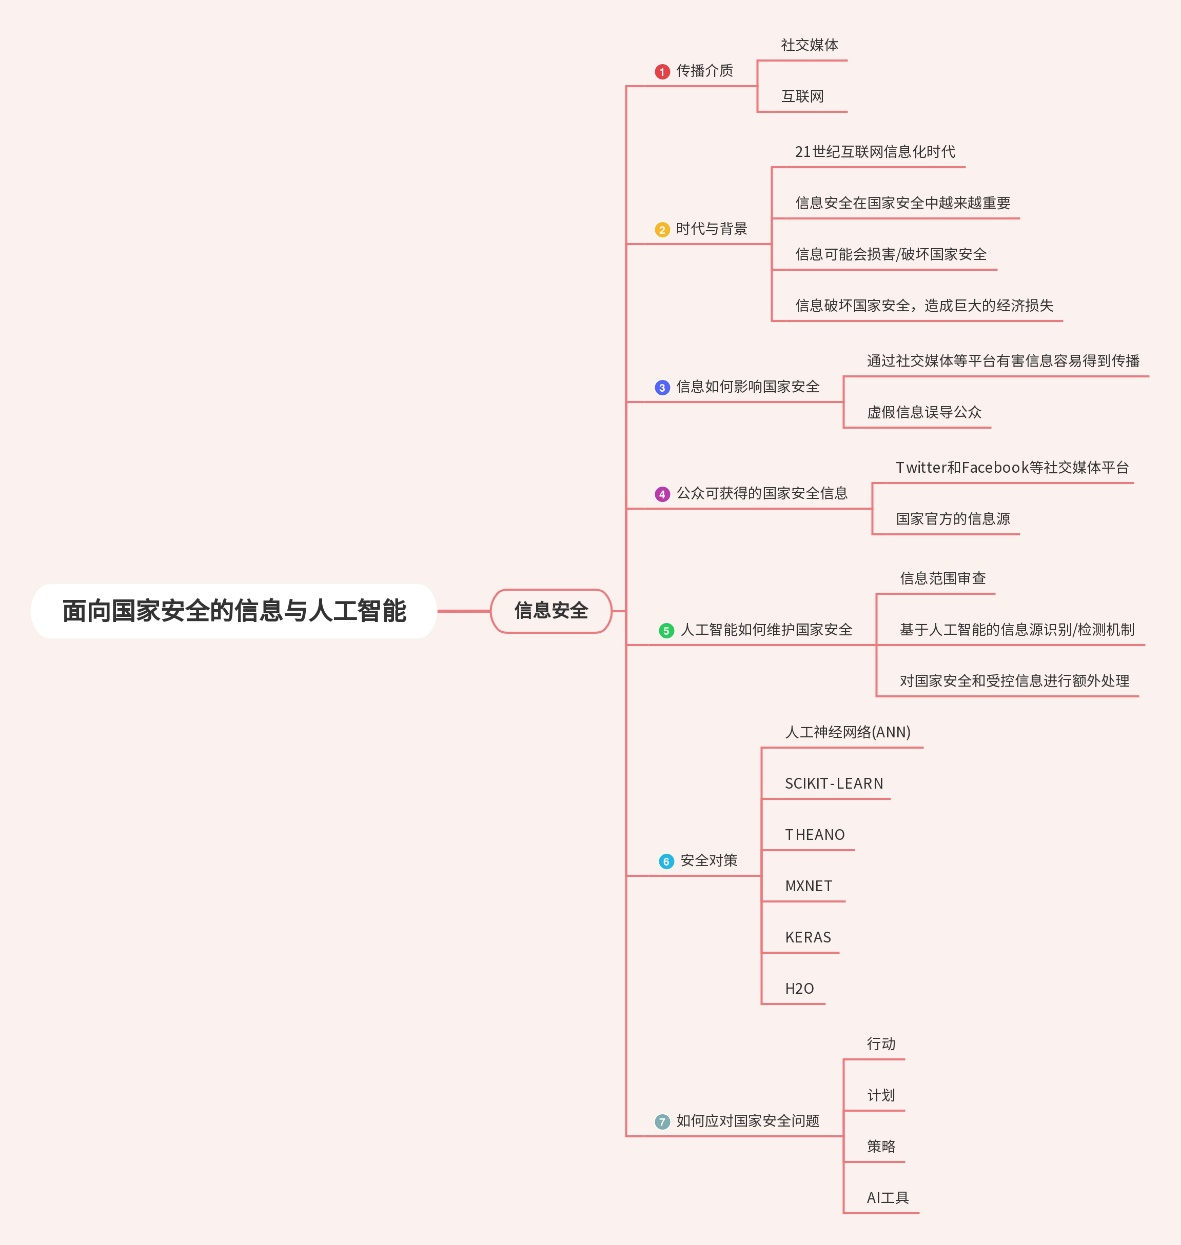 面向国家安全的信息与人工智能
信息安全
1 传播介质
社交媒体
互联网
2 时代与背景
21世纪互联网信息化时代
信息安全在国家安全中越来越重要
信息可能会损害/破坏国家安全
信息破坏国家安全，造成巨大的经济损失
3 信息如何影响国家安全
通过社交媒体等平台有害信息容易得到传播
虚假信息误导公众
4 公众可获得的国家安全信息
Twitter和Facebook等社交媒体平台
国家官方的信息源
5 人工智能如何维护国家安全
信息范围审查
基于人工智能的信息源识别/检测机制
对国家安全和受控信息进行额外处理
6 安全对策
人工神经网络(ANN)
SCIKIT-LEARN
THEANO
MXNET
KERAS
H2O
7 如何应对国家安全问题
行动
计划
策略
AI工具